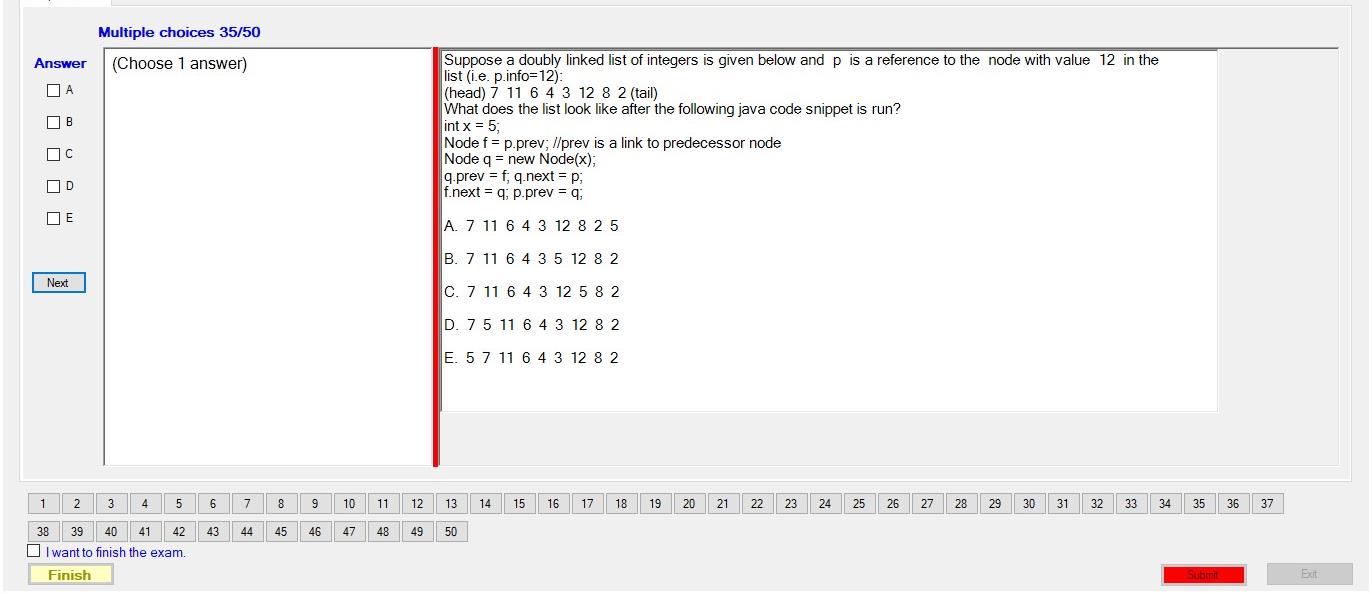 Multiple choices 35/50
Answer
(Choose 1 answer)
A
B
C
D
E
Next
Suppose a doubly linked list of integers is given below and p is a reference to the node with value 12 in the
list (i.e. p.info=12):
(head) 7 11 6 4 3 12 8 2 (tail)
What does the list look like after the following java code snippet is run?
int x = 5;
Node f = p.prev; //prev is a link to predecessor node
Node q = new Node(x);
q.prev = f; q.next = p;
f.next = q; p.prev = q;
A. 7 11 6 4 3 12 8 2 5
B. 7 11 6 4 3 5 12 8 2
C. 7 11 6 4 3 12 5 8 2
D. 7 5 11 6 4 3 12 8 2
E. 5 7 11 6 4 3 12 8 2
1 2 3 4 5 6 7 8 9 10 11 12 13 14 15 16 17 18 19 20 21 22 23 24 25 26 27 28 29 30 31 32 33 34 35 36 37
38 39 40 41 42 43 44 45 46 47 48 49 50
I want to finish the exam.
Finish
Submit
Exit